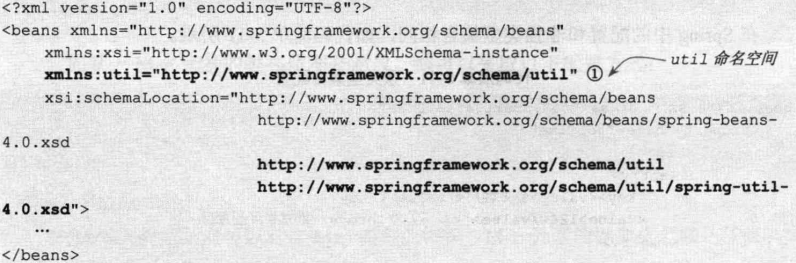 <?xml version="1.0" encoding="UTF-8"?>
<beans xmlns="http://www.springframework.org/schema/beans"
xmlns:xsi="http://www.w3.org/2001/XMLSchema-instance"
xmlns:util="http://www.springframework.org/schema/util" ① util 命名空间
xsi:schemaLocation="http://www.springframework.org/schema/beans
http://www.springframework.org/schema/beans/spring-beans-
4.0.xsd
http://www.springframework.org/schema/util
http://www.springframework.org/schema/util/spring-util-
4.0.xsd">
…
</beans>